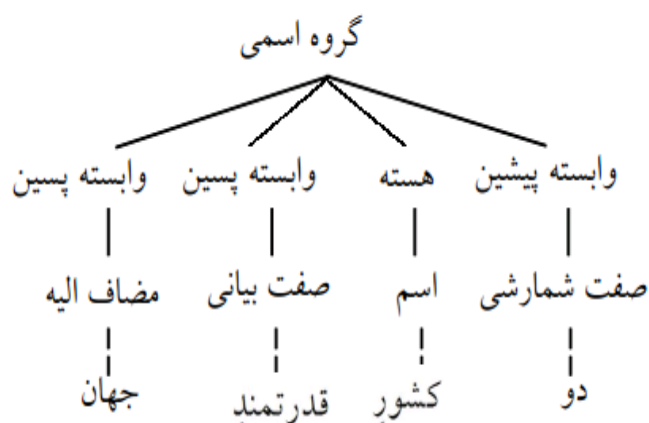 گروه اسمی
وابسته پیشین هسته وابسته پسین وابسته پسین
صفت شمارشی اسم صفت بیانی مضاف الیه
دو کشورِ قدرتمندِ جهان